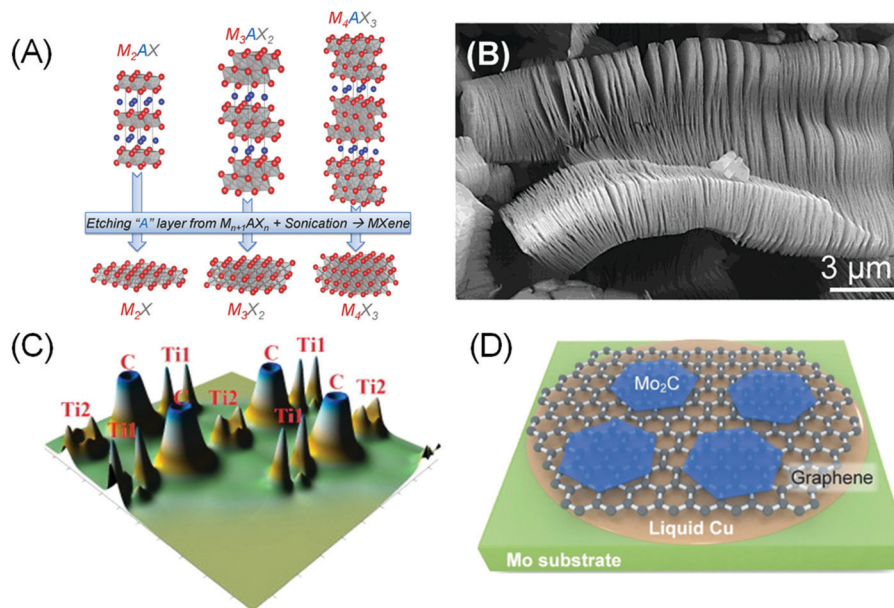 (A)
M₂AX
M₃AX₂
M₄AX₃
Etching "A" layer from Mₙ₊₁AXₙ + Sonication → MXene
M₂X
M₃X₂
M₄X₃
(B)
3 μm
(C)
C
Ti1
C
Ti1
Ti2
C
Ti2
Ti1
C
Ti2
Ti1
(D)
Mo₂C
Graphene
Liquid Cu
Mo substrate